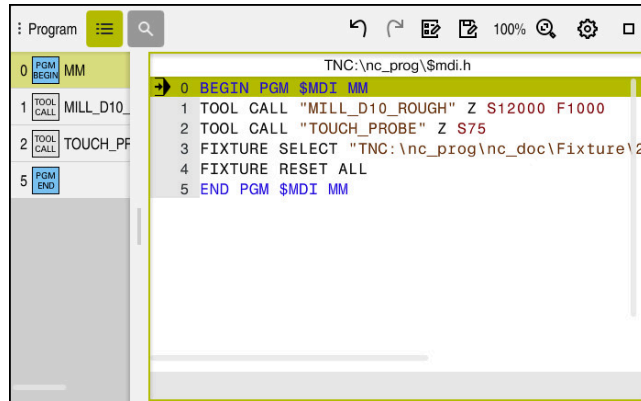 Program
100%
0 PGM BEGIN MM
1 TOOL CALL MILL_D10_
2 TOOL CALL TOUCH_PF
5 PGM END
TNC:\nc_prog\$mdi.h
0 BEGIN PGM $MDI MM
1 TOOL CALL "MILL_D10_ROUGH" Z S12000 F1000
2 TOOL CALL "TOUCH_PROBE" Z S75
3 FIXTURE SELECT "TNC:\nc_prog\nc_doc\Fixture\2
4 FIXTURE RESET ALL
5 END PGM $MDI MM